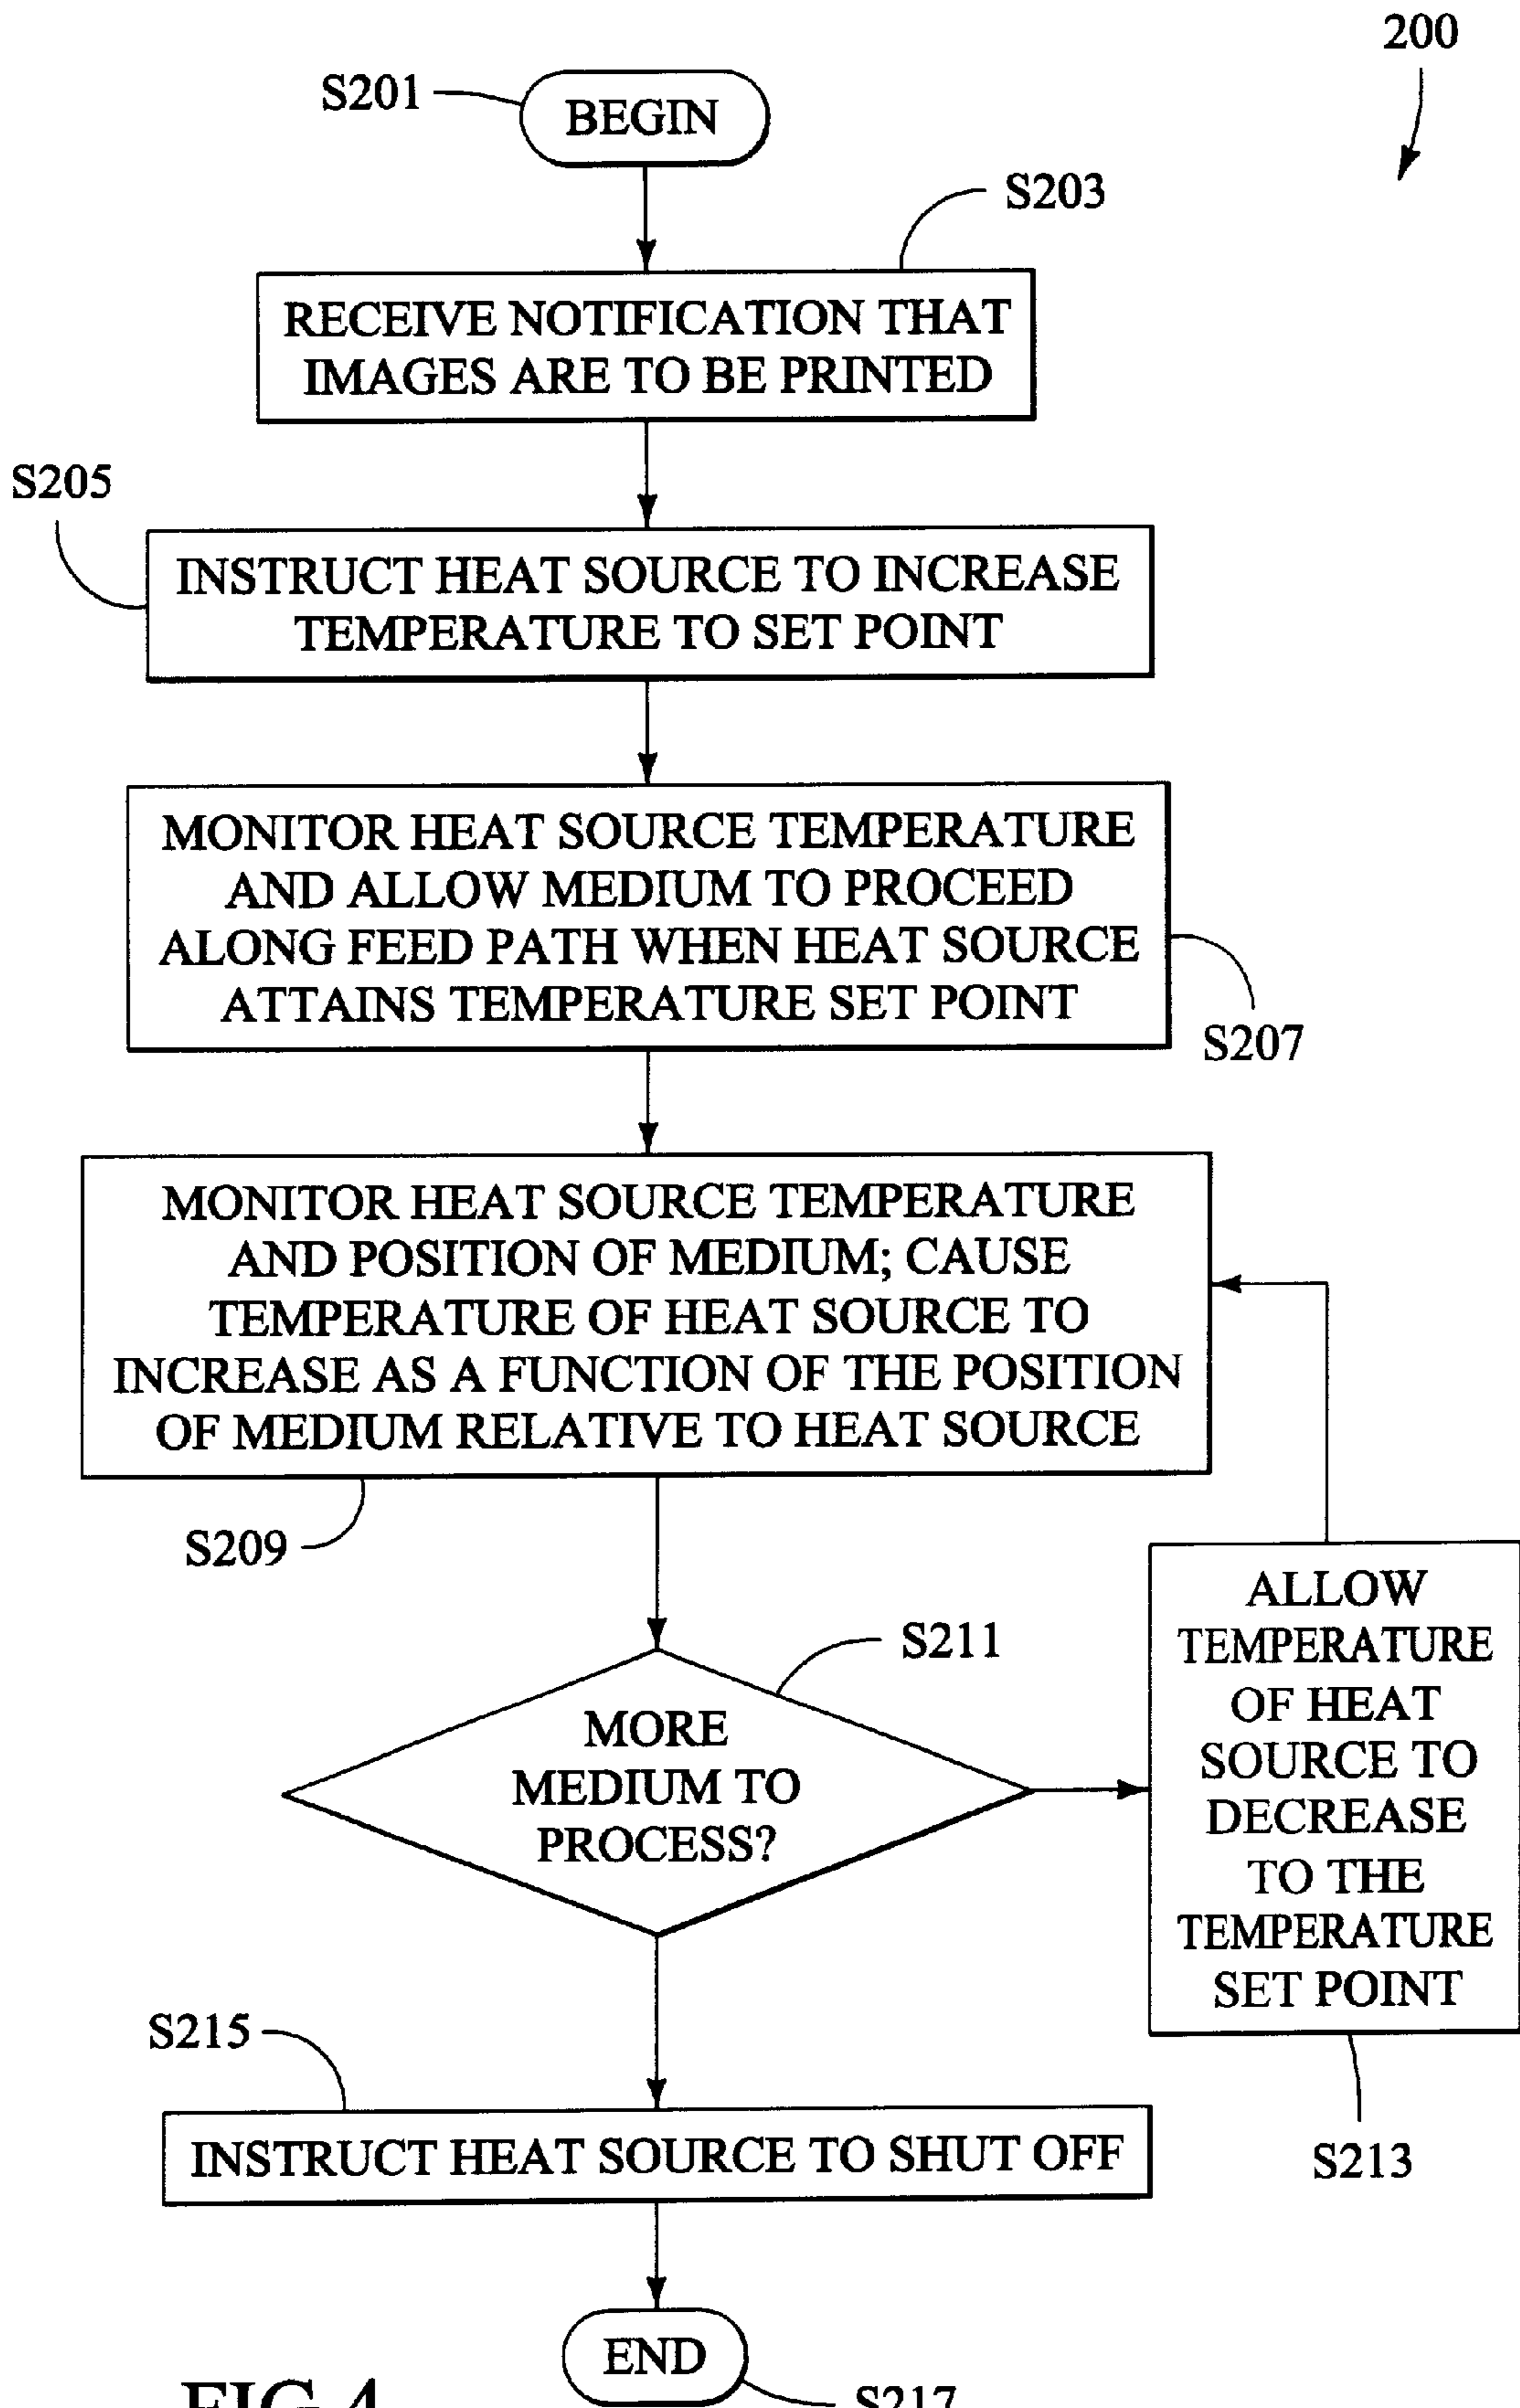 200
S201
BEGIN
S203
RECEIVE NOTIFICATION THAT
IMAGES ARE TO BE PRINTED
S205
INSTRUCT HEAT SOURCE TO INCREASE
TEMPERATURE TO SET POINT
MONITOR HEAT SOURCE TEMPERATURE
AND ALLOW MEDIUM TO PROCEED
ALONG FEED PATH WHEN HEAT SOURCE
ATTAINS TEMPERATURE SET POINT
S207
MONITOR HEAT SOURCE TEMPERATURE
AND POSITION OF MEDIUM; CAUSE
TEMPERATURE OF HEAT SOURCE TO
INCREASE AS A FUNCTION OF THE POSITION
OF MEDIUM RELATIVE TO HEAT SOURCE
S209
S211
MORE
MEDIUM TO
PROCESS?
ALLOW
TEMPERATURE
OF HEAT
SOURCE TO
DECREASE
TO THE
TEMPERATURE
SET POINT
S213
S215
INSTRUCT HEAT SOURCE TO SHUT OFF
END
S217
FIG.4